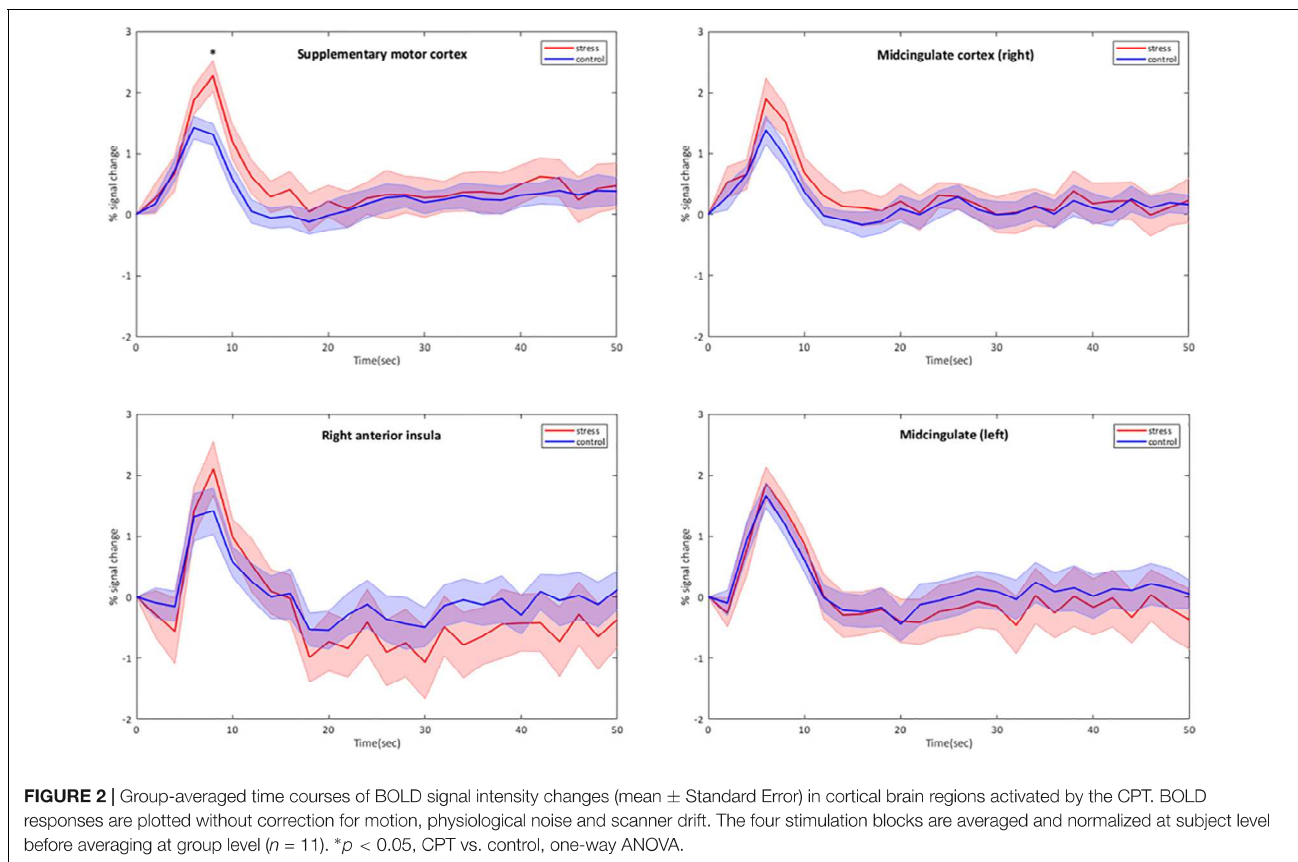 Supplementary motor cortex
*
stress
control
% signal change
3
2
1
0
-1
-2
0 10 20 30 40 50
Time(sec)
Midcingulate cortex (right)
stress
control
% signal change
3
2
1
0
-1
-2
0 10 20 30 40 50
Time(sec)
Right anterior insula
stress
control
% signal change
3
2
1
0
-1
-2
0 10 20 30 40 50
Time(sec)
Midcingulate (left)
stress
control
% signal change
3
2
1
0
-1
-2
0 10 20 30 40 50
Time(sec)
FIGURE 2 | Group-averaged time courses of BOLD signal intensity changes (mean ± Standard Error) in cortical brain regions activated by the CPT. BOLD
responses are plotted without correction for motion, physiological noise and scanner drift. The four stimulation blocks are averaged and normalized at subject level
before averaging at group level (n = 11). *p < 0.05, CPT vs. control, one-way ANOVA.